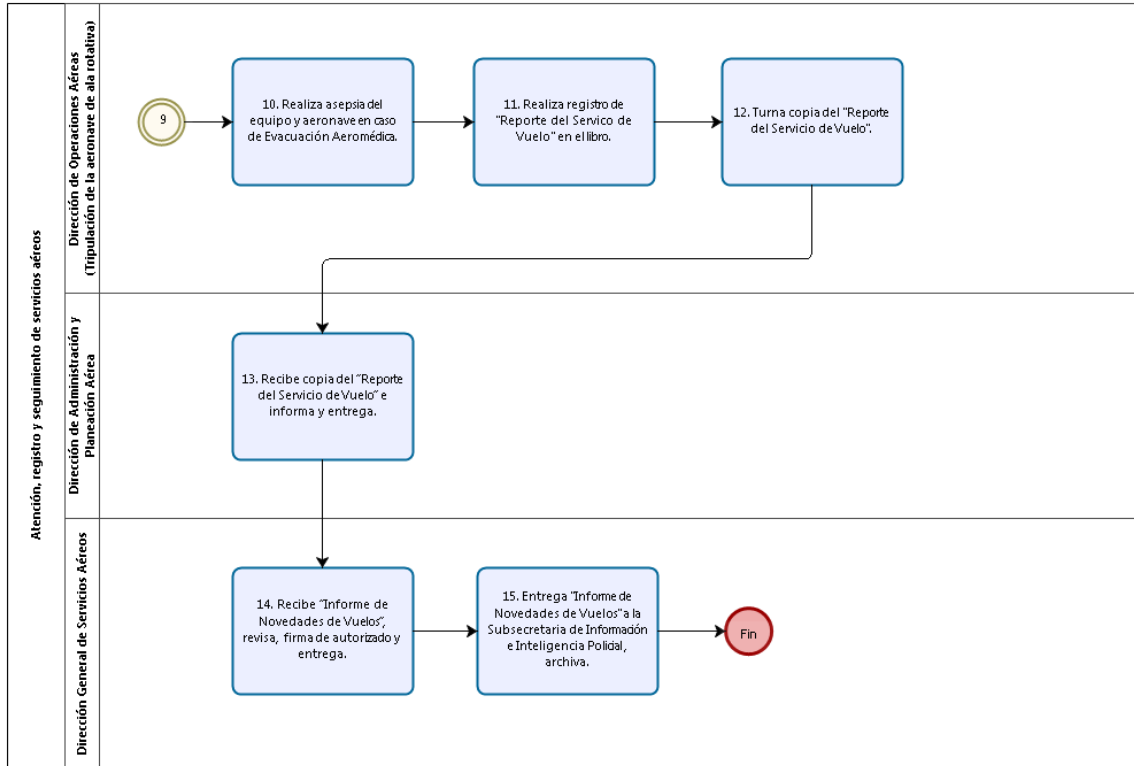 Atención, registro y seguimiento de servicios aéreos
Dirección de Operaciones Aéreas
(Tripulación de la aeronave de ala rotativa)
9
10. Realiza asepsia del
equipo y aeronave en caso
de Evacuación Aeromédica.
11. Realiza registro de
"Reporte del Servico de
Vuelo" en el libro.
12. Turna copia del "Reporte
del Servicio de Vuelo".
Dirección de Administración y
Planeación Aérea
13. Recibe copia del "Reporte
del Servicio de Vuelo" e
informa y entrega.
Dirección General de Servicios Aéreos
14. Recibe "Informe de
Novedades de Vuelos",
revisa, firma de autorizado y
entrega.
15. Entrega "Informe de
Novedades de Vuelos" a la
Subsecretaria de Información
e Inteligencia Policial,
archiva.
Fin